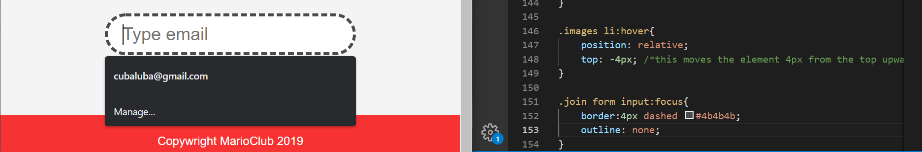 Type email
cubaluba@gmail.com
Manage...
Copywright MarioClub 2019
1
144 }
145
146 .images li:hover{
147 position: relative;
148 top: -4px; /*this moves the element 4px from the top upwa
149 }
150
151 .join form input:focus{
152 border:4px dashed #4b4b4b;
153 outline: none;
154 }